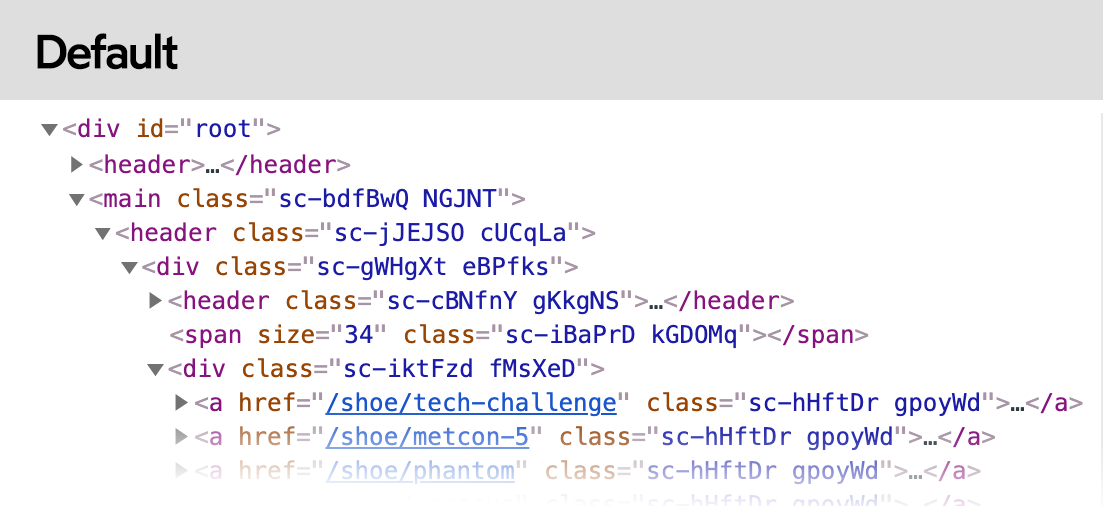 Default
▼<div id="root">
▶<header>…</header>
▼<main class="sc-bdfBwQ NGJNT">
▼<header class="sc-jJEJSO cUCqLa">
▼<div class="sc-gWHgXt eBPfks">
▶<header class="sc-cBNfnY gKkgNS">…</header>
<span size="34" class="sc-iBaPrD kGDOMq"></span>
▼<div class="sc-iktFzd fMsXeD">
▶<a href="/shoe/tech-challenge" class="sc-hHftDr gpoyWd">…</a>
▶<a href="/shoe/metcon-5" class="sc-hHftDr gpoyWd">…</a>
▶<a href="/shoe/phantom" class="sc-hHftDr gpoyWd">…</a>